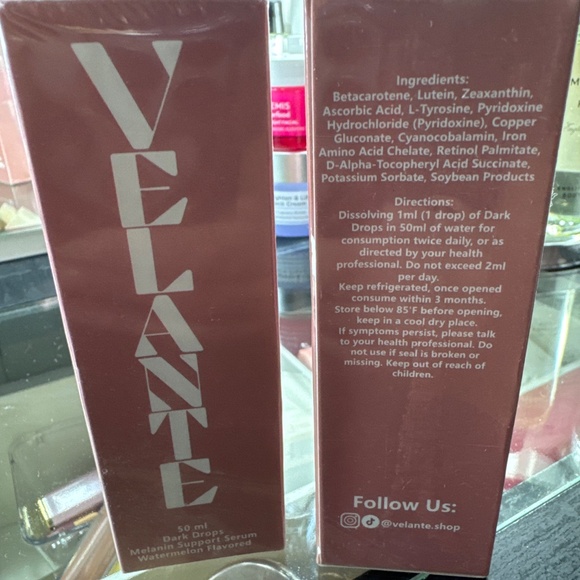 VELANTE
50 ml
Dark Drops
Melanin Support Serum
Watermelon Flavored
Ingredients:
Betacarotene, Lutein, Zeaxanthin,
Ascorbic Acid, L-Tyrosine, Pyridoxine
Hydrochloride (Pyridoxine), Copper
Gluconate, Cyanocobalamin, Iron
Amino Acid Chelate, Retinol Palmitate,
D-Alpha-Tocopheryl Acid Succinate,
Potassium Sorbate, Soybean Products
Directions:
Dissolving 1ml (1 drop) of Dark
Drops in 50ml of water for
consumption twice daily, or as
directed by your health
professional. Do not exceed 2ml
per day.
Keep refrigerated, once opened
consume within 3 months.
Store below 85'F before opening,
keep in a cool dry place.
If symptoms persist, please talk
to your health professional. Do
not use if seal is broken or
missing. Keep out of reach of
children.
Follow Us:
@velante.shop